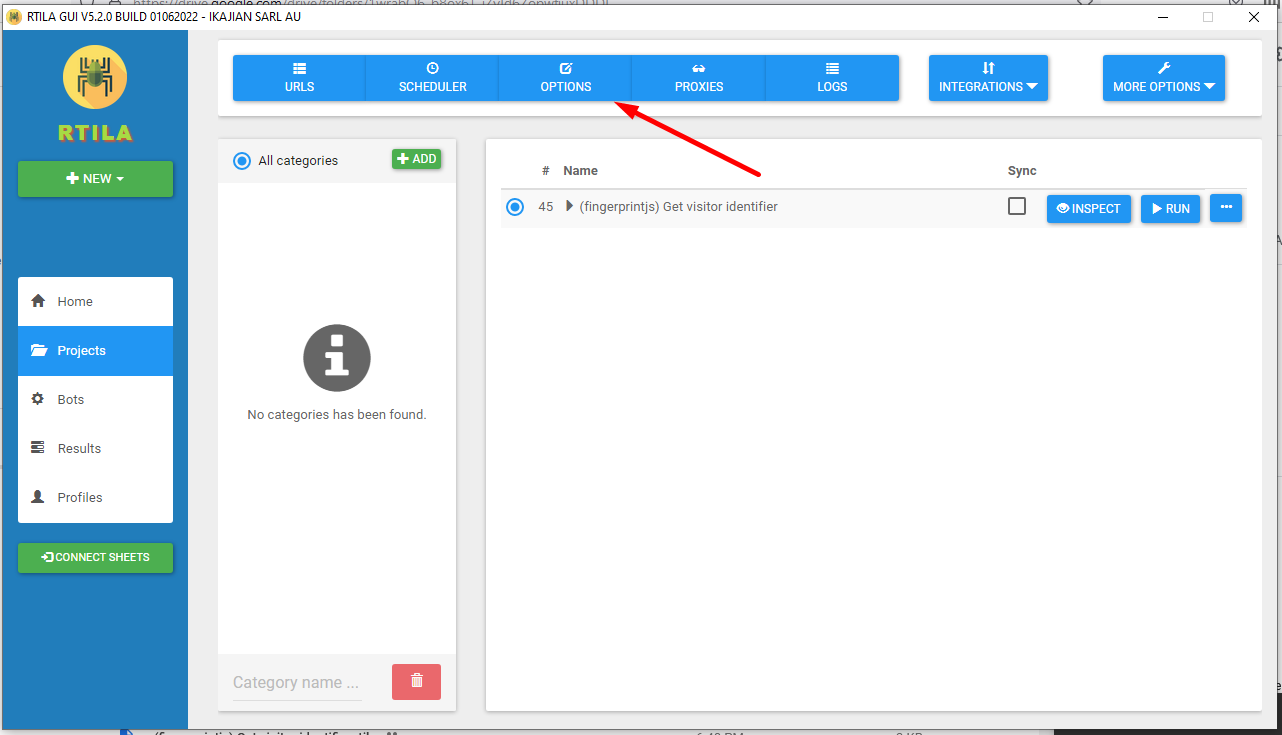 RTILA GUI V5.2.0 BUILD 01062022 - IKAJIAN SARL AU
RTILA
NEW
Home
Projects
Bots
Results
Profiles
CONNECT SHEETS
URLS
SCHEDULER
OPTIONS
PROXIES
LOGS
INTEGRATIONS
MORE OPTIONS
All categories
ADD
No categories has been found.
Category name ...
# Name Sync
45 (fingerprintjs) Get visitor identifier
INSPECT
RUN